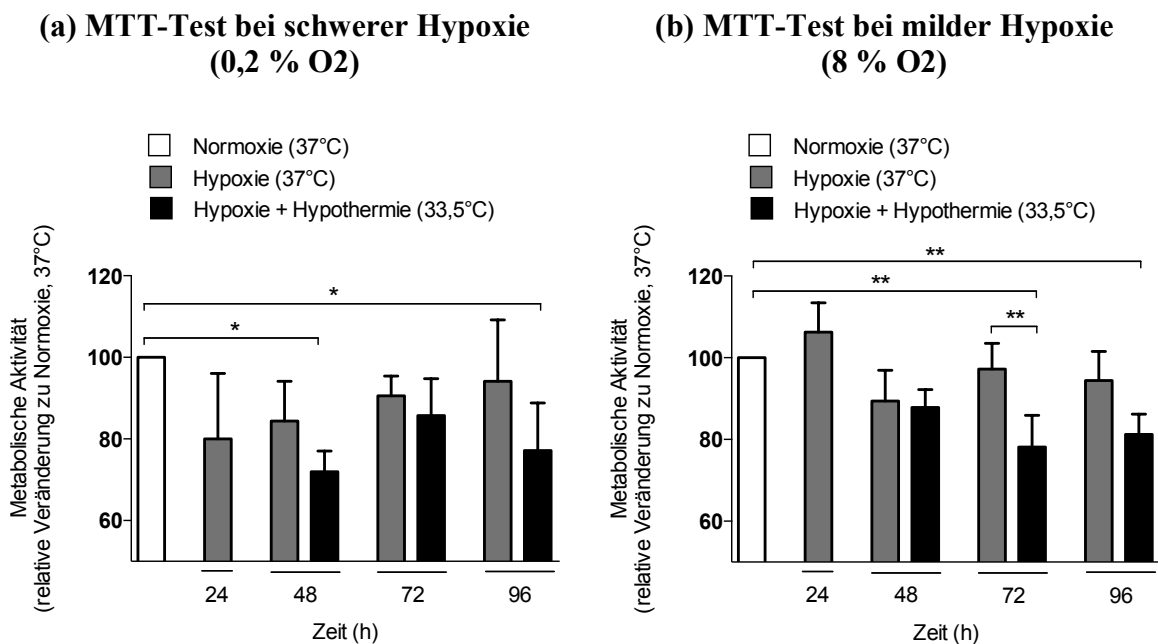 (a) MTT-Test bei schwerer Hypoxie
(0,2 % O2)
Normoxie (37°C)
Hypoxie (37°C)
Hypoxie + Hypothermie (33,5°C)
Metabolische Aktivität
(relative Veränderung zu Normoxie, 37°C)
120
100
80
60
*
*
24 48 72 96
Zeit (h)
(b) MTT-Test bei milder Hypoxie
(8 % O2)
Normoxie (37°C)
Hypoxie (37°C)
Hypoxie + Hypothermie (33,5°C)
Metabolische Aktivität
(relative Veränderung zu Normoxie, 37°C)
120
100
80
60
**
**
**
24 48 72 96
Zeit (h)